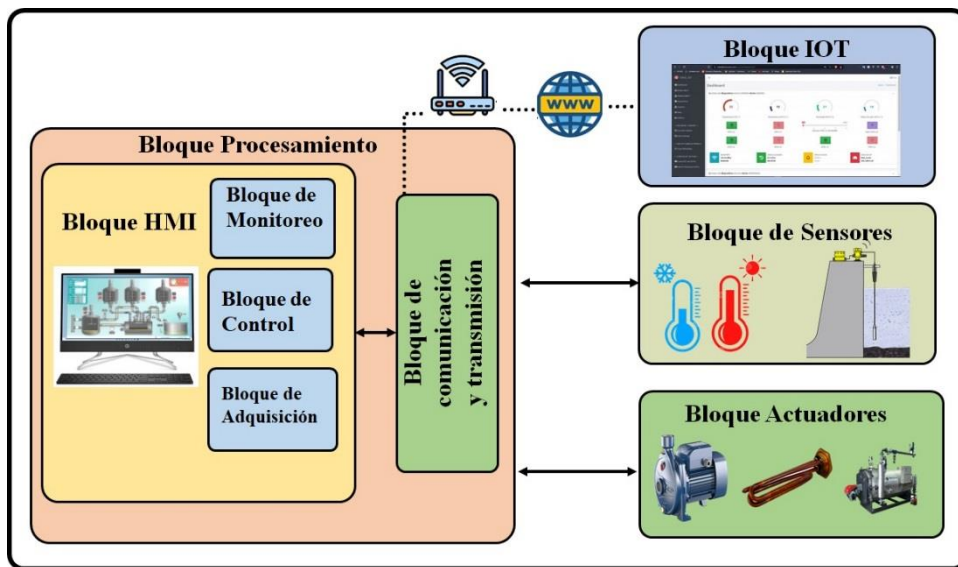 Bloque IOT
WWW
Bloque Procesamiento
Bloque HMI
Bloque de
Monitoreo
Bloque de
Control
Bloque de
Adquisición
Bloque de
comunicación
y transmisión
Bloque de Sensores
Bloque Actuadores